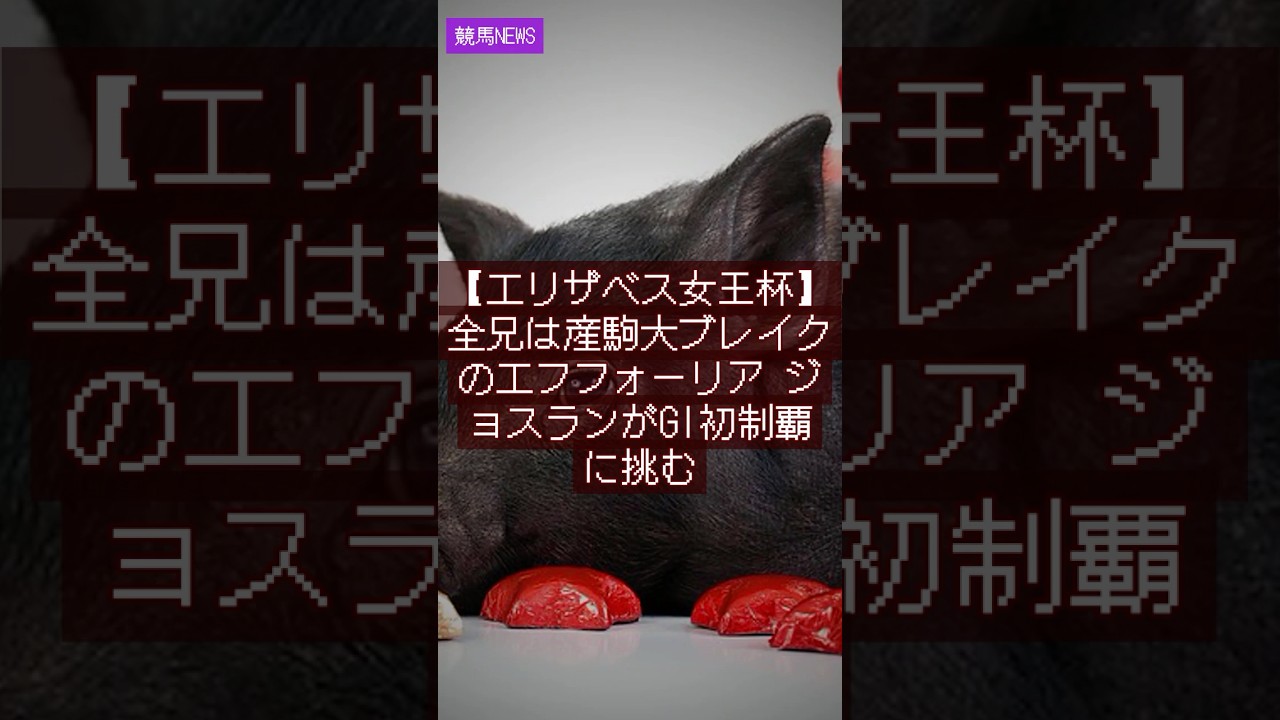 競馬NEWS
【エリザベス女王杯】
全兄は産駒大ブレイク
のエフフォーリア ジ
ョスランがGI初制覇
に挑む